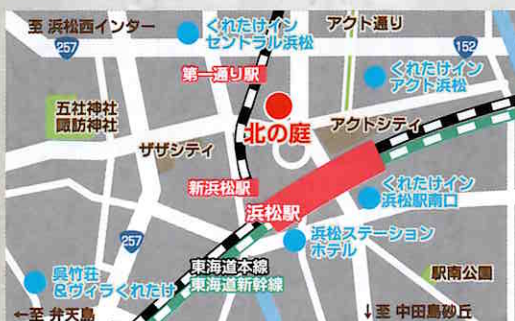 至 浜松西インター
257
くれたけイン
セントラル浜松
アクト通り
152
第一通り駅
くれたけイン
アクト浜松
五社神社
諏訪神社
北の庭
アクトシティ
ザザシティ
新浜松駅
浜松駅
くれたけイン
浜松駅南口
257
浜松ステーション
ホテル
呉竹荘
&ヴィラくれたけ
東海道本線
東海道新幹線
駅南公園
←至 弁天島
↓至 中田島砂丘